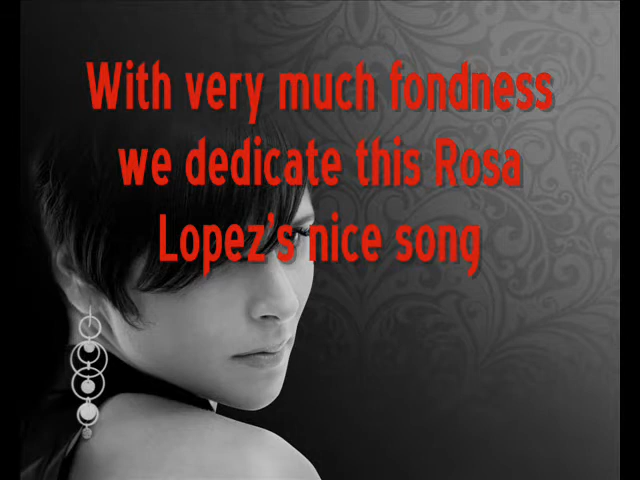 With very much fondness
we dedicate this Rosa
Lopez's nice song